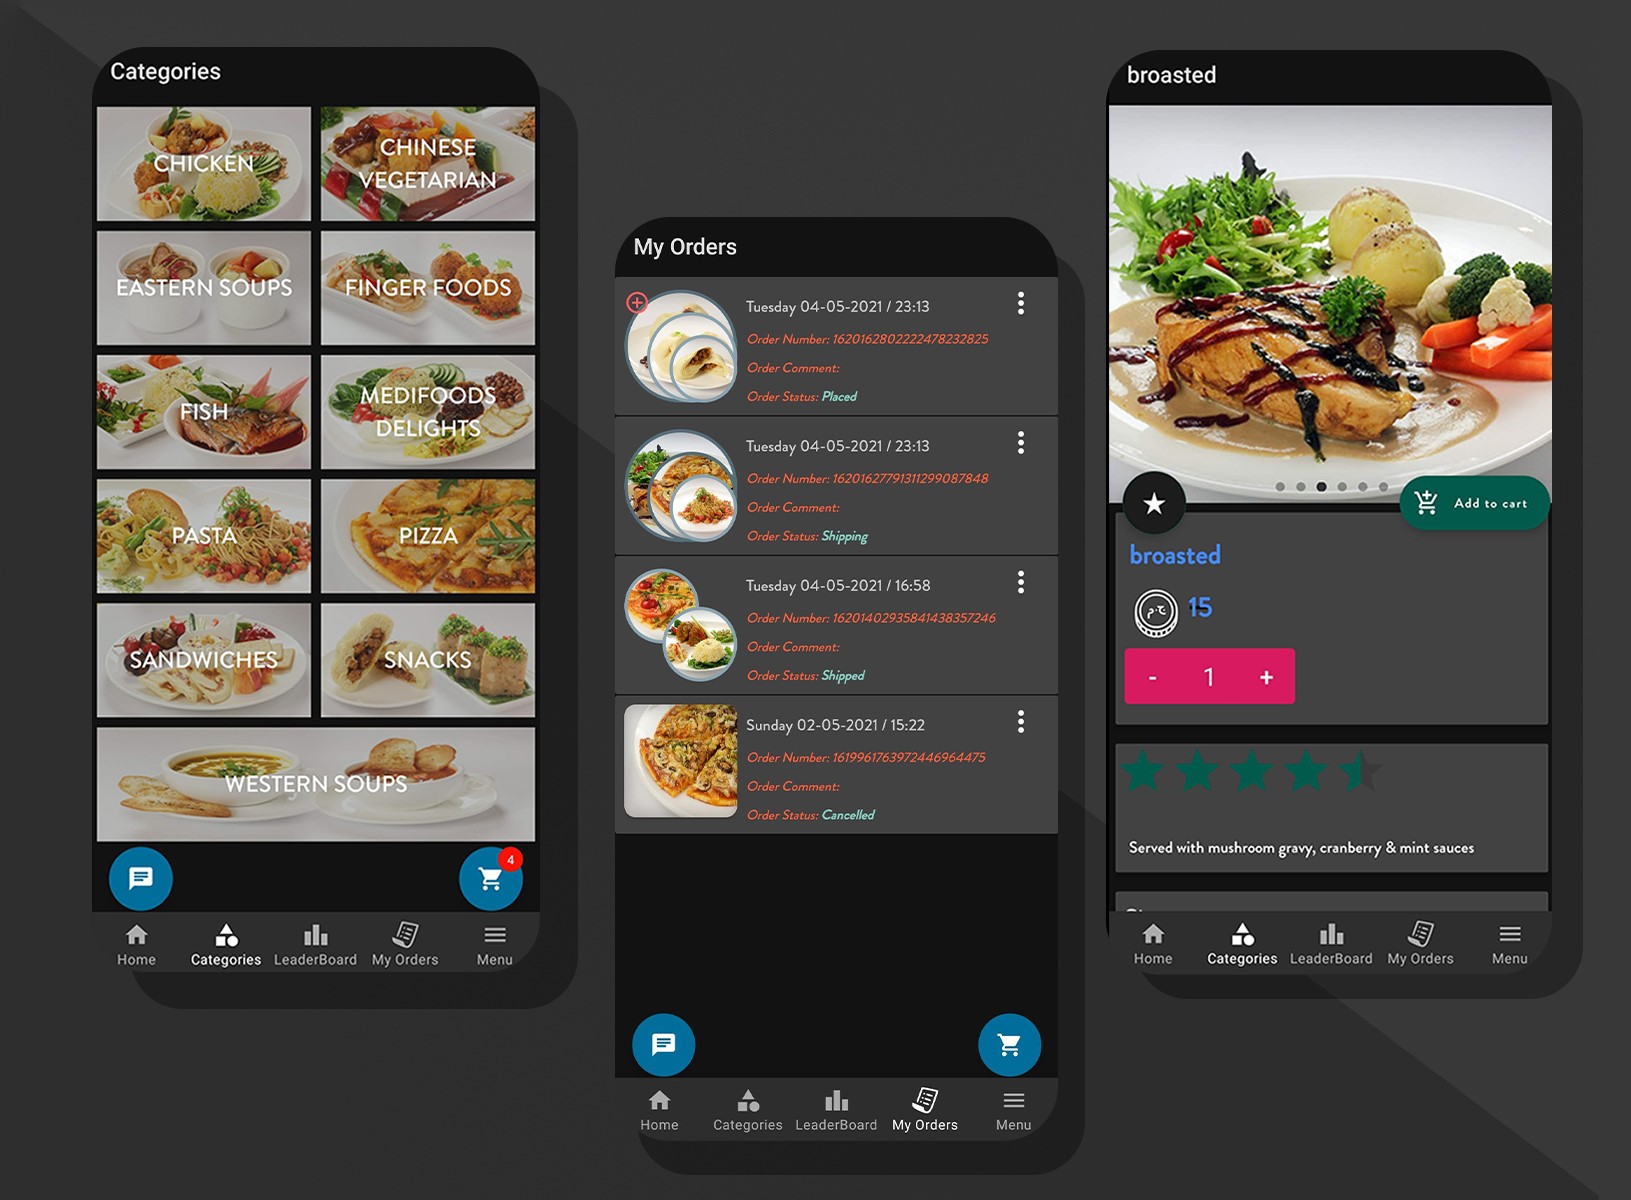 Categories
CHICKEN
CHINESE
VEGETARIAN
EASTERN SOUPS
FINGER FOODS
FISH
MEDIFOODS
DELIGHTS
PASTA
PIZZA
SANDWICHES
SNACKS
WESTERN SOUPS
4
Home
Categories
LeaderBoard
My Orders
Menu
My Orders
Tuesday 04-05-2021 / 23:13
Order Number: 1620162802222478232825
Order Comment:
Order Status: Placed
Tuesday 04-05-2021 / 23:13
Order Number: 1620162779131129908​7848
Order Comment:
Order Status: Shipping
Tuesday 04-05-2021 / 16:58
Order Number: 16201402935841438357246
Order Comment:
Order Status: Shipped
Sunday 02-05-2021 / 15:22
Order Number: 1619961763972446964475
Order Comment:
Order Status: Cancelled
Home
Categories
LeaderBoard
My Orders
Menu
broasted
Add to cart
broasted
ج.م
15
- 1 +
Served with mushroom gravy, cranberry & mint sauces
Home
Categories
LeaderBoard
My Orders
Menu